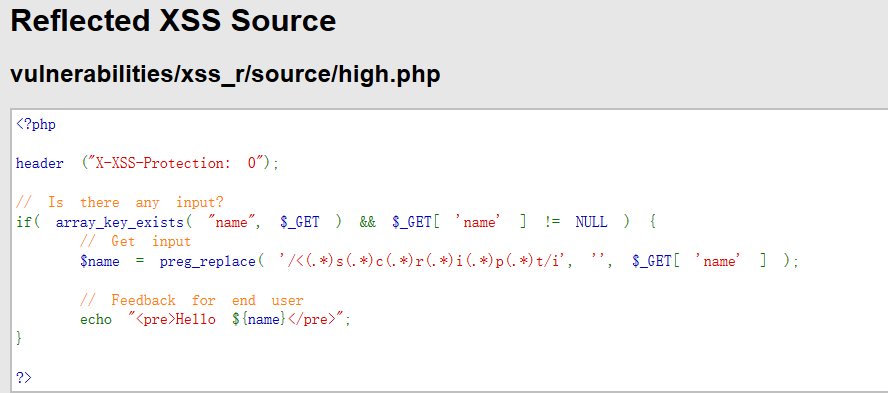 Reflected XSS Source
vulnerabilities/xss_r/source/high.php
<?php
header ("X-XSS-Protection: 0");
// Is there any input?
if( array_key_exists( "name", $_GET ) && $_GET[ 'name' ] != NULL ) {
// Get input
$name = preg_replace( '/<(.*)s(.*)c(.*)r(.*)i(.*)p(.*)t/i', '', $_GET[ 'name' ] );
// Feedback for end user
echo "<pre>Hello ${name}</pre>";
}
?>